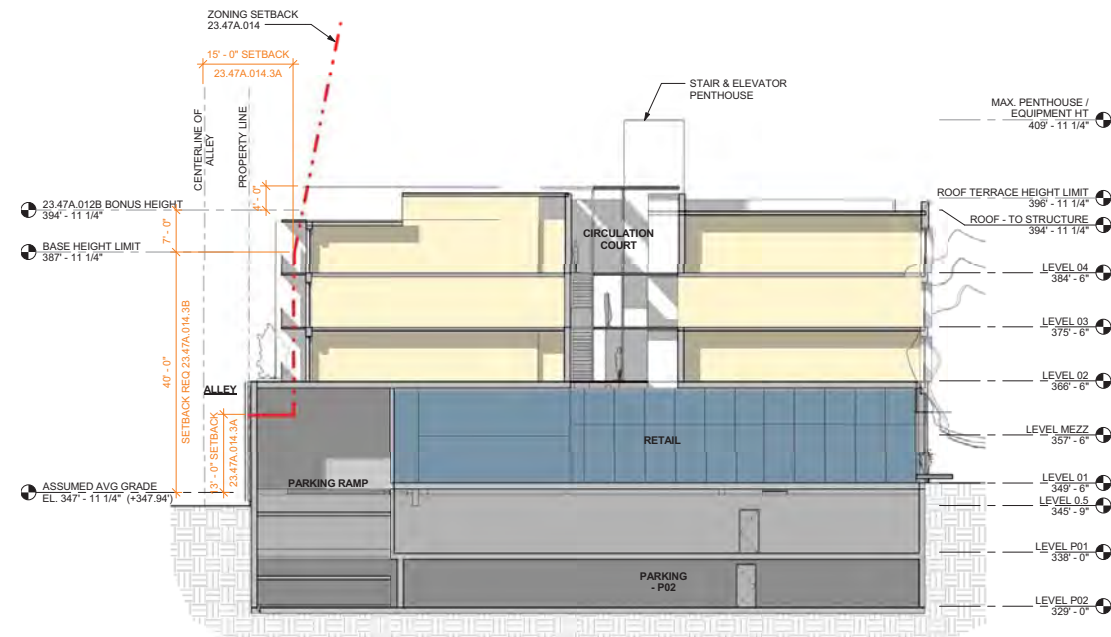 ZONING SETBACK
23.47A.014
15' - 0" SETBACK
23.47A.014.3A
CENTERLINE OF
ALLEY
PROPERTY LINE
STAIR & ELEVATOR
PENTHOUSE
MAX. PENTHOUSE /
EQUIPMENT HT
409' - 11 1/4"
4' - 0"
23.47A.012B BONUS HEIGHT
394' - 11 1/4"
7' - 0"
BASE HEIGHT LIMIT
387' - 11 1/4"
CIRCULATION
COURT
ROOF TERRACE HEIGHT LIMIT
396' - 11 1/4"
ROOF - TO STRUCTURE
394' - 11 1/4"
LEVEL 04
384' - 6"
LEVEL 03
375' - 6"
LEVEL 02
366' - 6"
40' - 0"
SETBACK REQ 23.47A.014.3B
ALLEY
3' - 0" SETBACK
23.47A.014.3A
RETAIL
LEVEL MEZZ
357' - 6"
PARKING RAMP
ASSUMED AVG GRADE
EL. 347' - 11 1/4" (+347.94')
LEVEL 01
349' - 6"
LEVEL 0.5
345' - 9"
LEVEL P01
338' - 0"
PARKING
- P02
LEVEL P02
329' - 0"